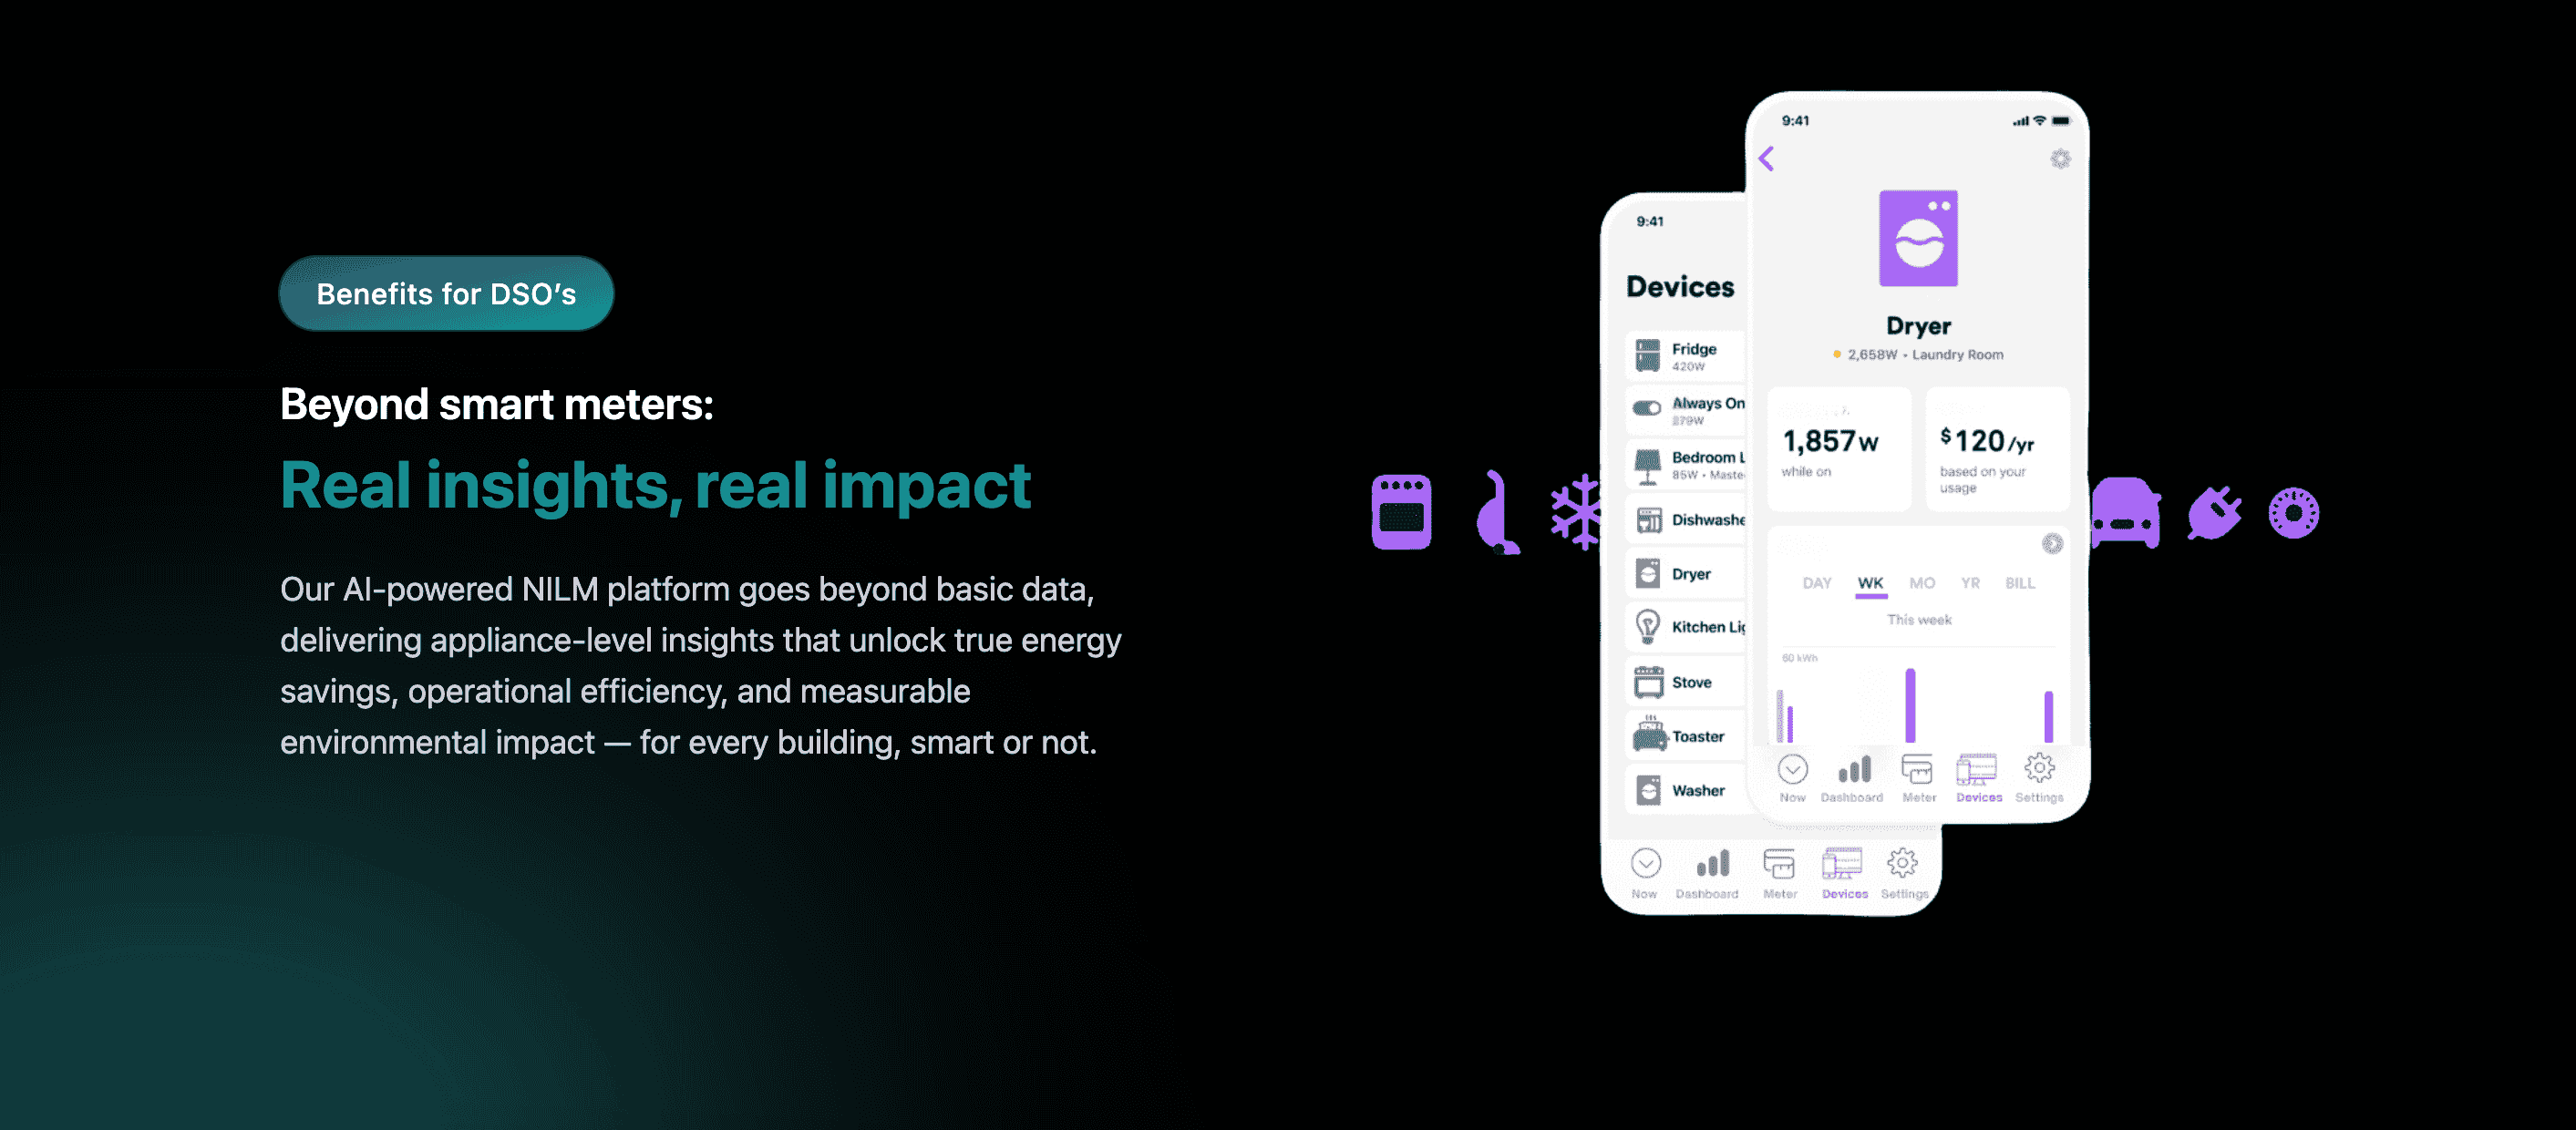 Benefits for DSO’s
Beyond smart meters:
Real insights, real impact
Our AI-powered NILM platform goes beyond basic data,
delivering appliance-level insights that unlock true energy
savings, operational efficiency, and measurable
environmental impact — for every building, smart or not.
9:41
Devices
Fridge
420W
Always On
279W
Bedroom L
85W • Maste
Dishwashe
Dryer
Kitchen Lig
Stove
Toaster
Washer
Now Dashboard Meter Devices Settings
9:41
Dryer
2,658W • Laundry Room
1,857w
while on
$120/yr
based on your
usage
DAY WK MO YR BILL
This week
60 kWh
Now Dashboard Meter Devices Settings